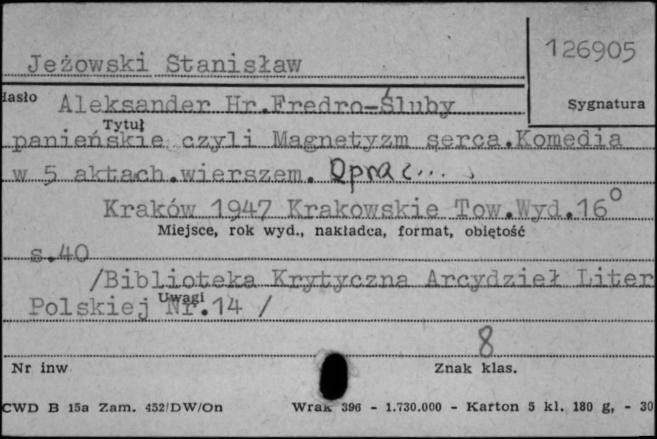 Jeżowski Stanisław
126905
Hasło Aleksander Hr.Fredro-Śluby
Sygnatura
Tytuł
panieńskie czyli Magnetyzm serca.Komedia
w 5 aktach.wierszem. Oprac...
Kraków 1947 Krakowskie Tow.Wyd.16°
Miejsce, rok wyd., nakładca, format, obiętość
s.40
/Biblioteka Krytyczna Arcydzieł Liter
Uwagi
Polskiej Nr.14 /
8
Nr inw
Znak klas.
CWD B 15a Zam. 452/DW/On Wrak 396 - 1.730.000 - Karton 5 kl. 180 g, - 30